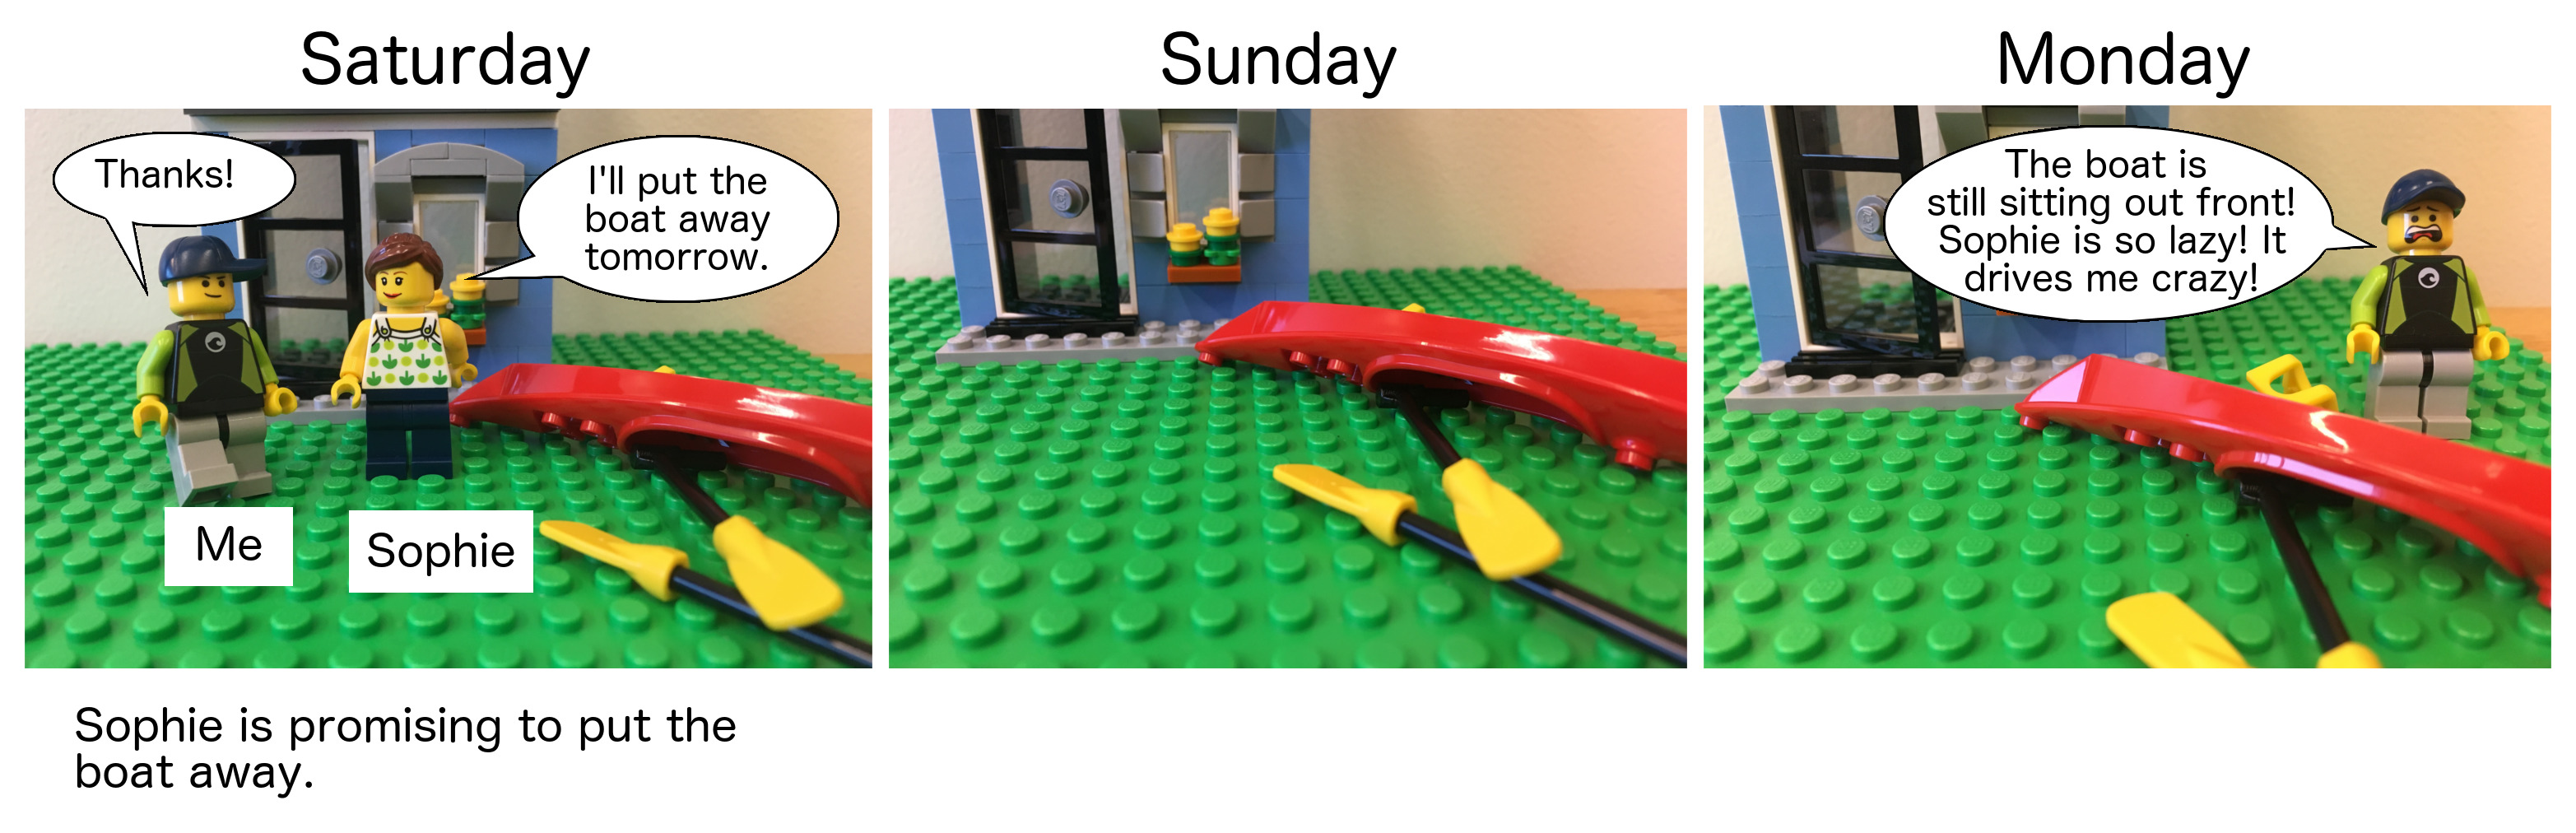 Saturday
Sunday
Monday
Thanks!
I'll put the
boat away
tomorrow.
Me
Sophie
The boat is
still sitting out front!
Sophie is so lazy! It
drives me crazy!
Sophie is promising to put the
boat away.